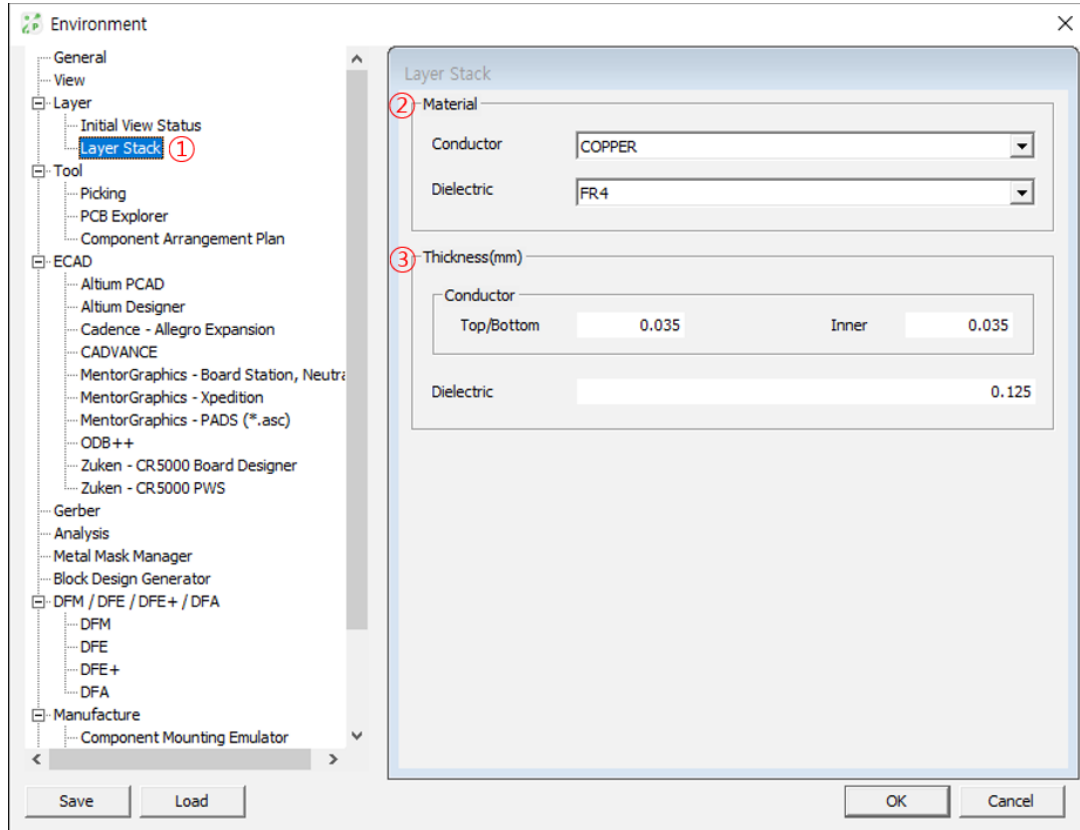 Environment
General
View
Layer
Initial View Status
Layer Stack ①
Tool
Picking
PCB Explorer
Component Arrangement Plan
ECAD
Altium PCAD
Altium Designer
Cadence - Allegro Expansion
CADVANCE
MentorGraphics - Board Station, Neutra
MentorGraphics - Xpedition
MentorGraphics - PADS (*.asc)
ODB++
Zuken - CR5000 Board Designer
Zuken - CR5000 PWS
Gerber
Analysis
Metal Mask Manager
Block Design Generator
DFM / DFE / DFE+ / DFA
DFM
DFE
DFE+
DFA
Manufacture
Component Mounting Emulator
Layer Stack
② Material
Conductor COPPER
Dielectric FR4
③ Thickness(mm)
Conductor
Top/Bottom 0.035 Inner 0.035
Dielectric 0.125
Save Load OK Cancel